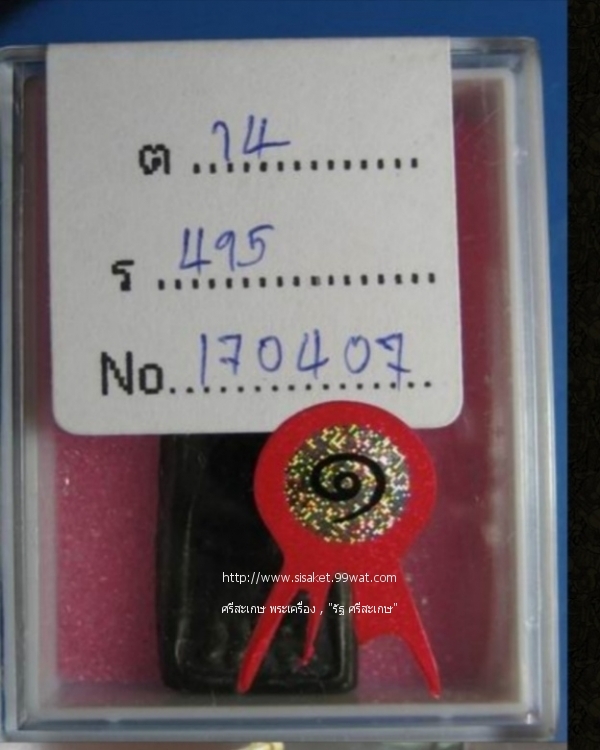 ต 14
ร 495
No. 170407
๑
http://www.sisaket.99wat.com
ศรีสะเกษ พระเครื่อง , "รัฐ ศรีสะเกษ"